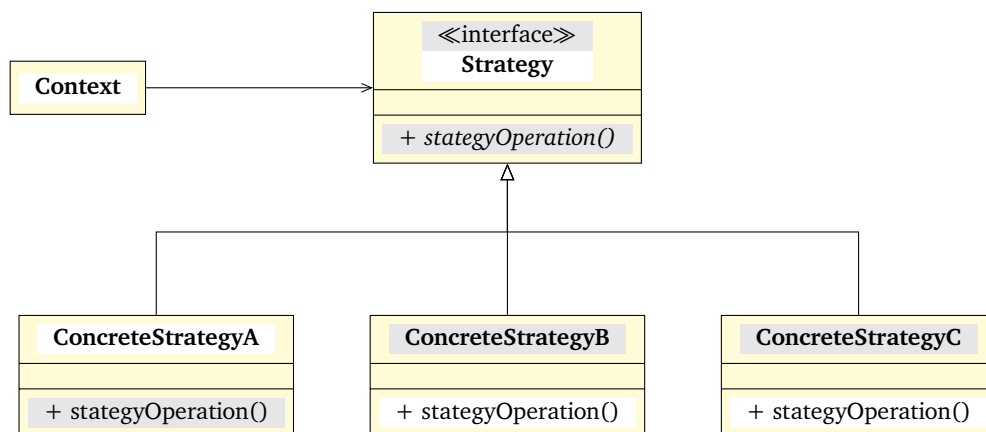 ≪interface≫
Strategy
Context
+ stategyOperation()
ConcreteStrategyA
ConcreteStrategyB
ConcreteStrategyC
+ stategyOperation()
+ stategyOperation()
+ stategyOperation()